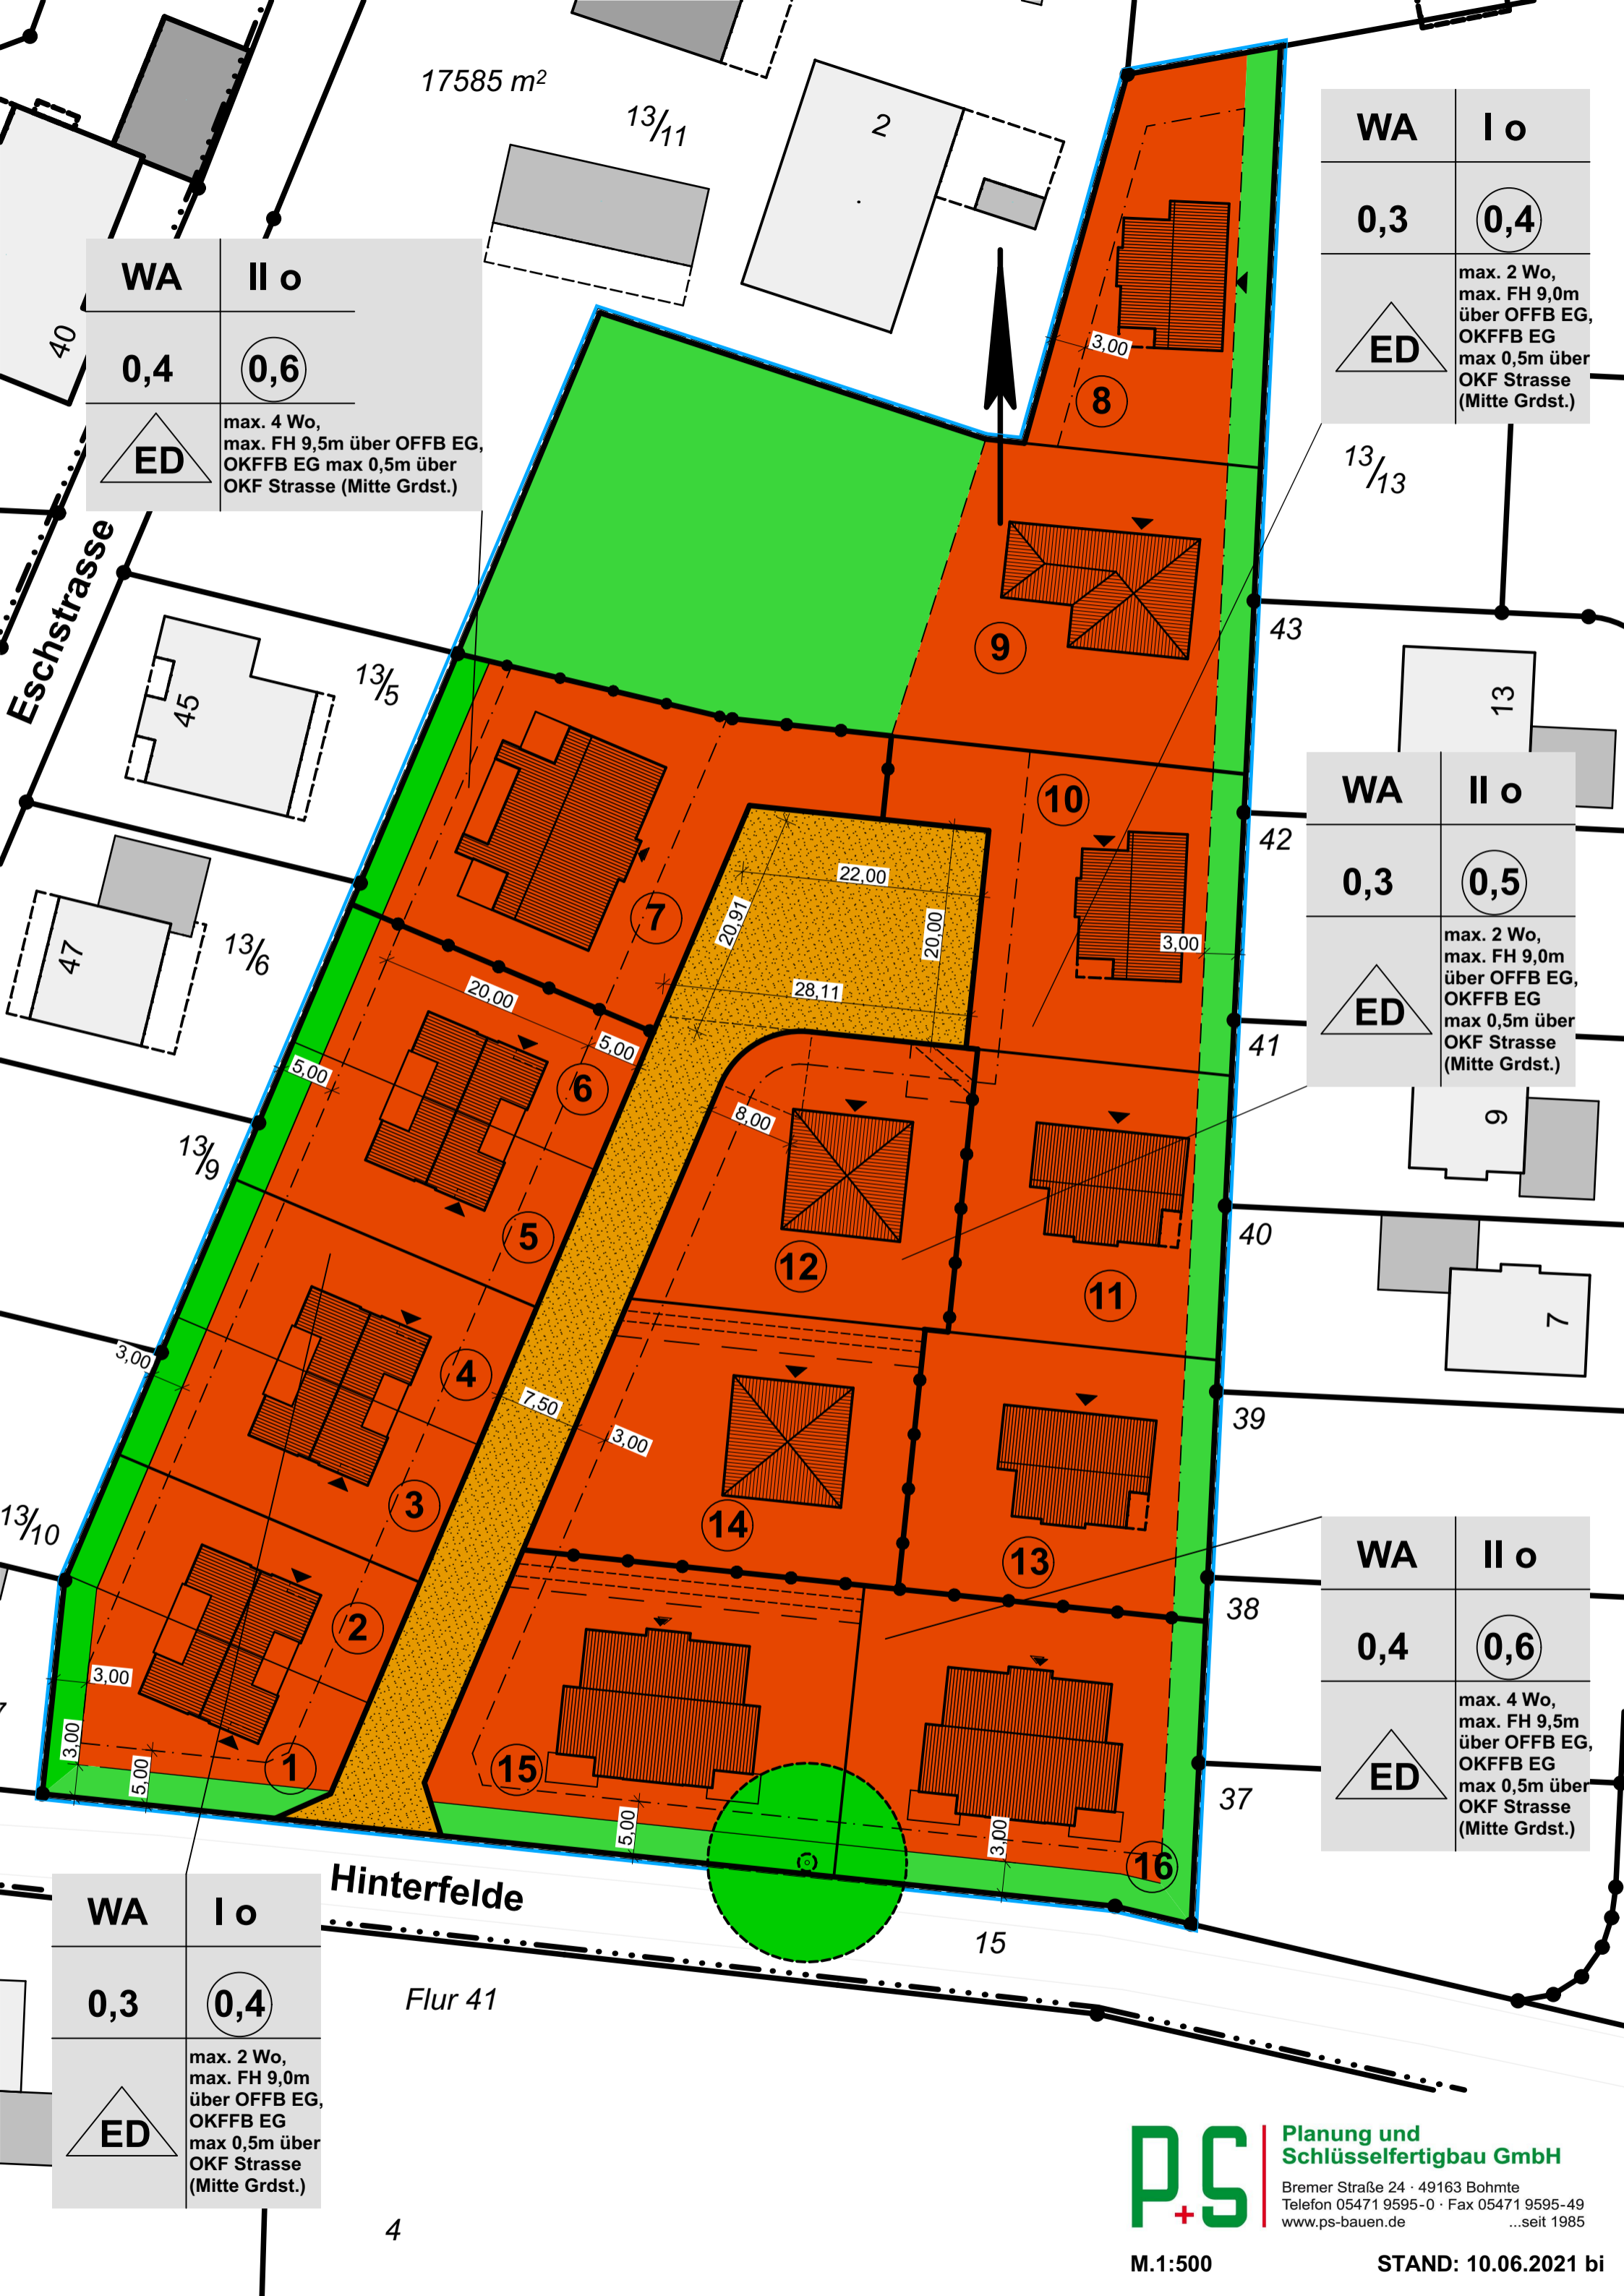 17585 m²
13/11
2
WA I o
0,3 0,4
ED
max. 2 Wo,
max. FH 9,0m
über OFFB EG,
OKFFB EG
max 0,5m über
OKF Strasse
(Mitte Grdst.)
WA II o
0,4 0,6
ED
max. 4 Wo,
max. FH 9,5m über OFFB EG,
OKFFB EG max 0,5m über
OKF Strasse (Mitte Grdst.)
40
3,00
8
13/13
Eschstrasse
9
43
13/5
45
13
10
42
WA II o
0,3 0,5
ED
max. 2 Wo,
max. FH 9,0m
über OFFB EG,
OKFFB EG
max 0,5m über
OKF Strasse
(Mitte Grdst.)
22,00
20,91
20,00
7
3,00
47
13/6
20,00
28,11
5,00
41
5,00
6
8,00
9
13/9
5
12
11
40
7
3,00
4
7,50
3,00
39
13/10
3
14
13
38
WA II o
0,4 0,6
ED
max. 4 Wo,
max. FH 9,5m
über OFFB EG,
OKFFB EG
max 0,5m über
OKF Strasse
(Mitte Grdst.)
2
3,00
3,00
5,00
1
15
5,00
3,00
16
37
Hinterfelde
15
Flur 41
WA I o
0,3 0,4
ED
max. 2 Wo,
max. FH 9,0m
über OFFB EG,
OKFFB EG
max 0,5m über
OKF Strasse
(Mitte Grdst.)
4
P+S
Planung und
Schlüsselfertigbau GmbH
Bremer Straße 24 · 49163 Bohmte
Telefon 05471 9595-0 · Fax 05471 9595-49
www.ps-bauen.de ...seit 1985
M.1:500 STAND: 10.06.2021 bi